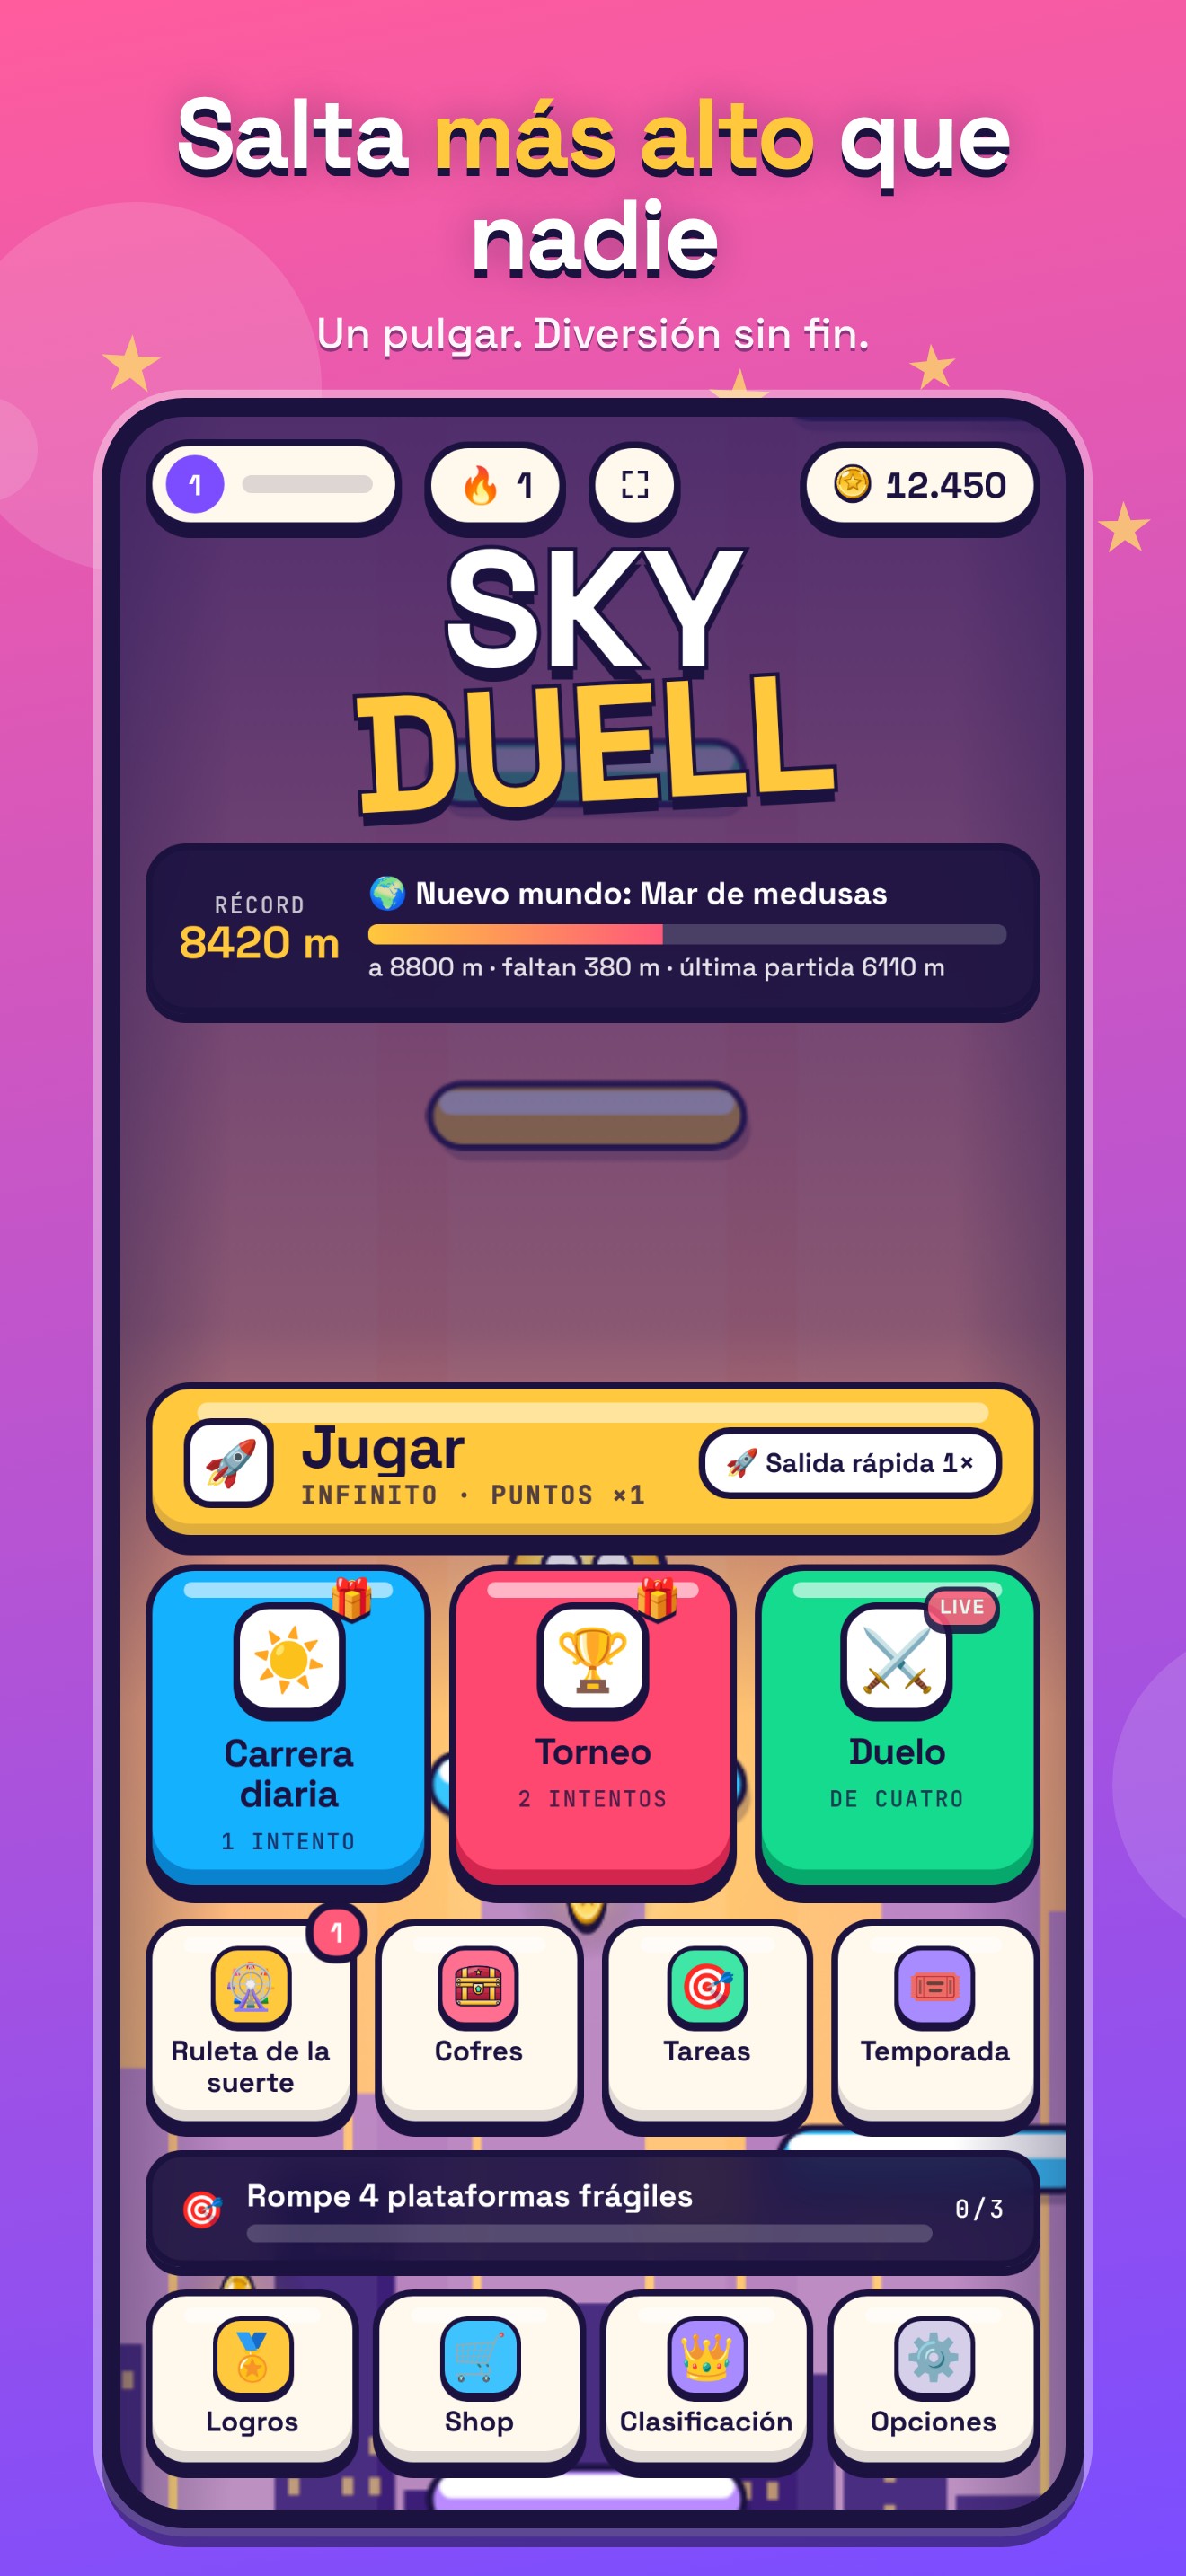 Salta más alto que
nadie
Un pulgar. Diversión sin fin.
1
🔥 1
12.450
SKY
DUELL
RÉCORD
8420 m
🌍 Nuevo mundo: Mar de medusas
a 8800 m · faltan 380 m · última partida 6110 m
Jugar
INFINITO · PUNTOS ×1
🚀 Salida rápida 1×
LIVE
Carrera
diaria
1 INTENTO
Torneo
2 INTENTOS
Duelo
DE CUATRO
1
Ruleta de la
suerte
Cofres
Tareas
Temporada
Rompe 4 plataformas frágiles
0/3
Logros
Shop
Clasificación
Opciones